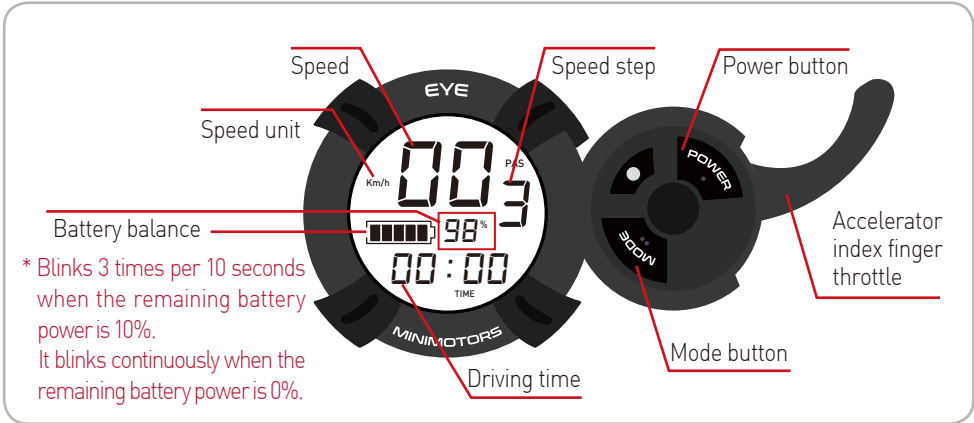 Speed
Speed step
Power button
EYE
Speed unit
00
PAS
Km/h
3
POWER
Battery balance
98%
Accelerator
index finger
throttle
MODE
* Blinks 3 times per 10 seconds
when the remaining battery
power is 10%.
It blinks continuously when the
remaining battery power is 0%.
00 : 00
TIME
MINIMOTORS
Mode button
Driving time